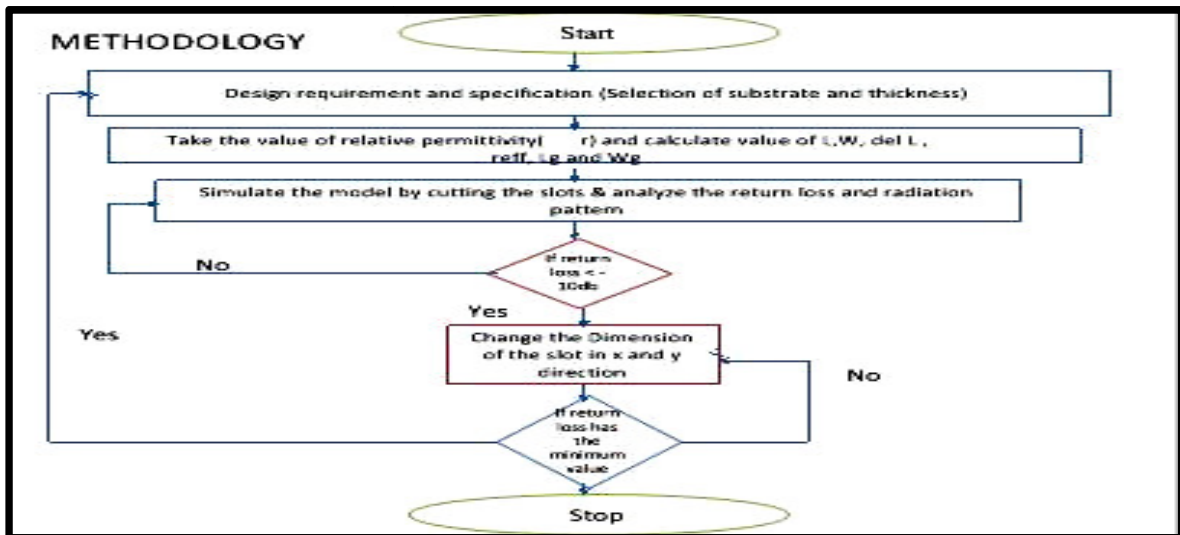 METHODOLOGY
Start
Design requirement and specification (Selection of substrate and thickness)
Take the value of relative permittivity( r) and calculate value of L,W, del L ,
reff, Lg and Wg
Simulate the model by cutting the slots & analyze the return loss and radiation
pattern
If return
loss < -
10db
No
Yes
Yes
Change the Dimension
of the slot in x and y
direction
No
If return
loss has
the
minimum
value
Stop